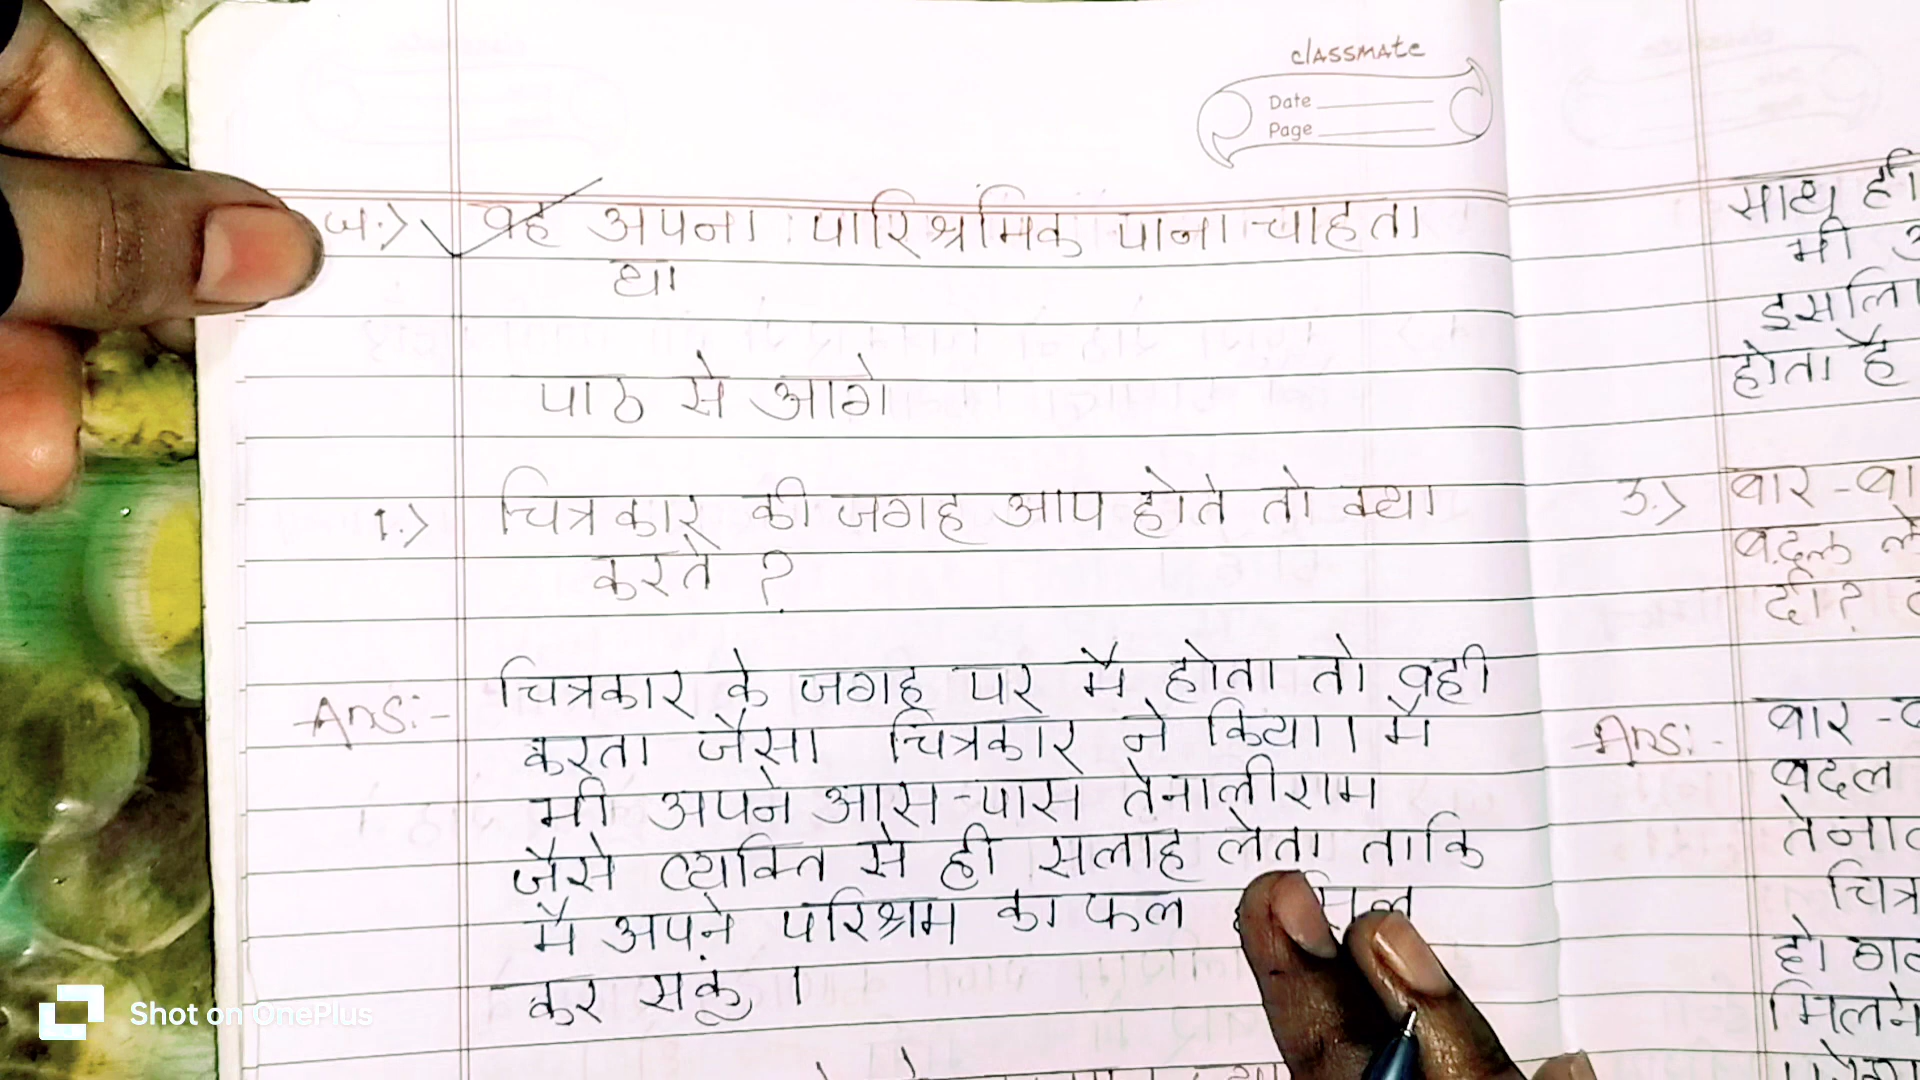 classmate
Date
Page
ज.> वह अपना पारिश्रमिक पाना चाहता
था
पाठ से आगे
1.> चित्रकार की जगह आप होते तो क्या
करते ?
Ans:- चित्रकार के जगह पर मै होता तो वही
करता जैसा चित्रकार ने किया। मै
भी अपने आस-पास तेनालीराम
जैसे व्यक्ति से ही सलाह लेता ताकि
मै अपने परिश्रम का फल
कर सकूं ।
साथ ही
भी
होता है
3.> बार-बा
बदल ले
दी?
Ans:- बार-ब
बदल
तेनाल
चित्र
हो
मिलने
Shot on OnePlus